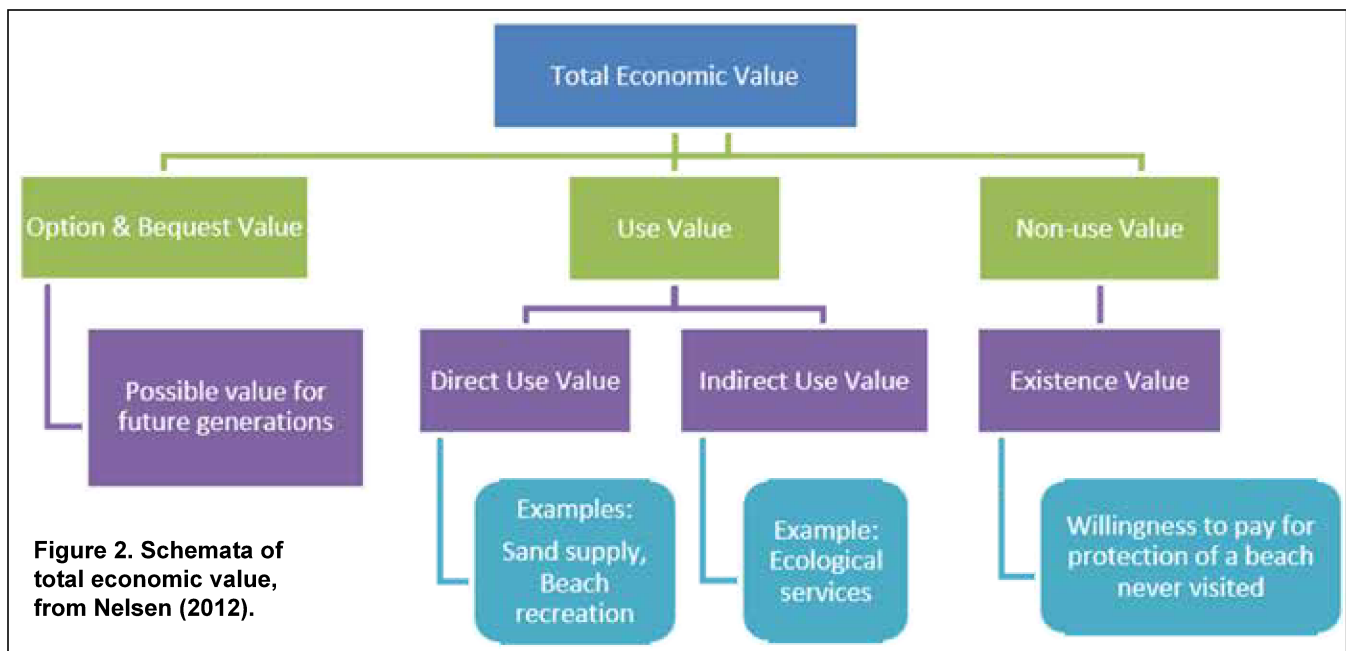 Total Economic Value
Option & Bequest Value
Use Value
Non-use Value
Possible value for
future generations
Direct Use Value
Indirect Use Value
Existence Value
Examples:
Sand supply,
Beach
recreation
Example:
Ecological
services
Willingness to pay for
protection of a beach
never visited
Figure 2. Schemata of
total economic value,
from Nelsen (2012).